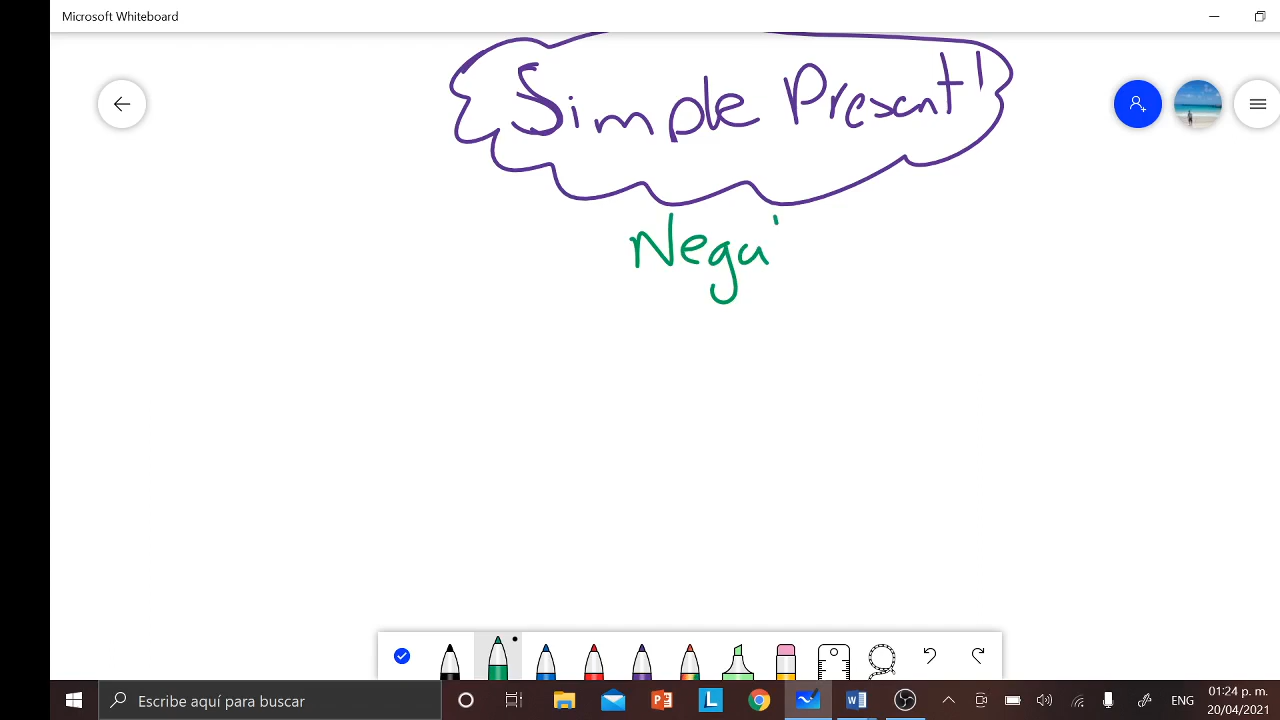 Microsoft Whiteboard
Simple Present
Nega
Escribe aquí para buscar
ENG
01:24 p. m.
20/04/2021